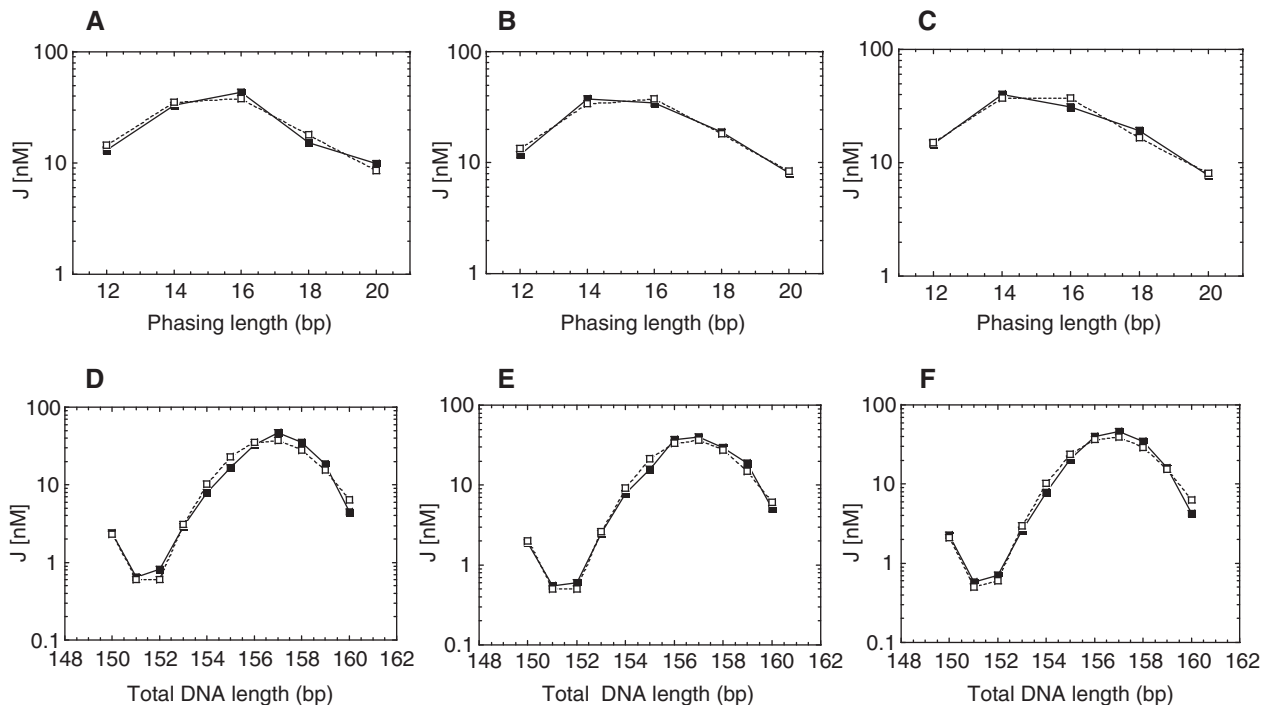 A
100
10
1
J [nM]
12 14 16 18 20
Phasing length (bp)
B
100
10
1
J [nM]
12 14 16 18 20
Phasing length (bp)
C
100
10
1
J [nM]
12 14 16 18 20
Phasing length (bp)
D
100
10
1
0.1
J [nM]
148 150 152 154 156 158 160 162
Total DNA length (bp)
E
100
10
1
0.1
J [nM]
148 150 152 154 156 158 160 162
Total DNA length (bp)
F
100
10
1
0.1
J [nM]
148 150 152 154 156 158 160 162
Total DNA length (bp)